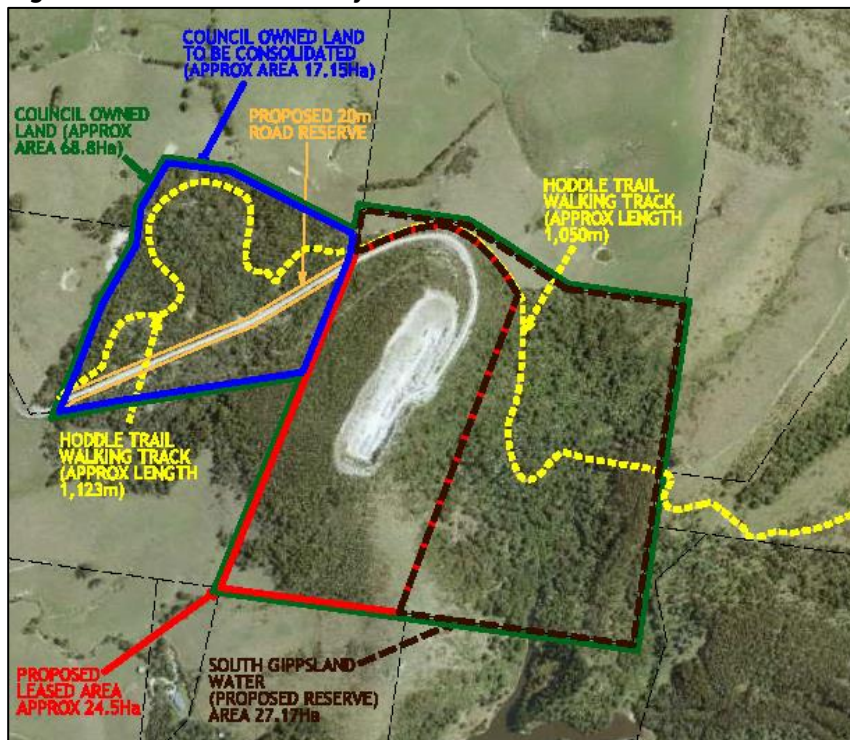 COUNCIL OWNED LAND
TO BE CONSOLIDATED
(APPROX AREA 17.15Ha)
COUNCIL OWNED
LAND (APPROX
AREA 68.8Ha)
PROPOSED 20m
ROAD RESERVE
HODDLE TRAIL
WALKING TRACK
(APPROX LENGTH
1,050m)
HODDLE TRAIL
WALKING TRACK
(APPROX LENGTH
1,123m)
PROPOSED
LEASED AREA
APPROX 24.5Ha
SOUTH GIPPSLAND
WATER
(PROPOSED RESERVE)
AREA 27.17Ha